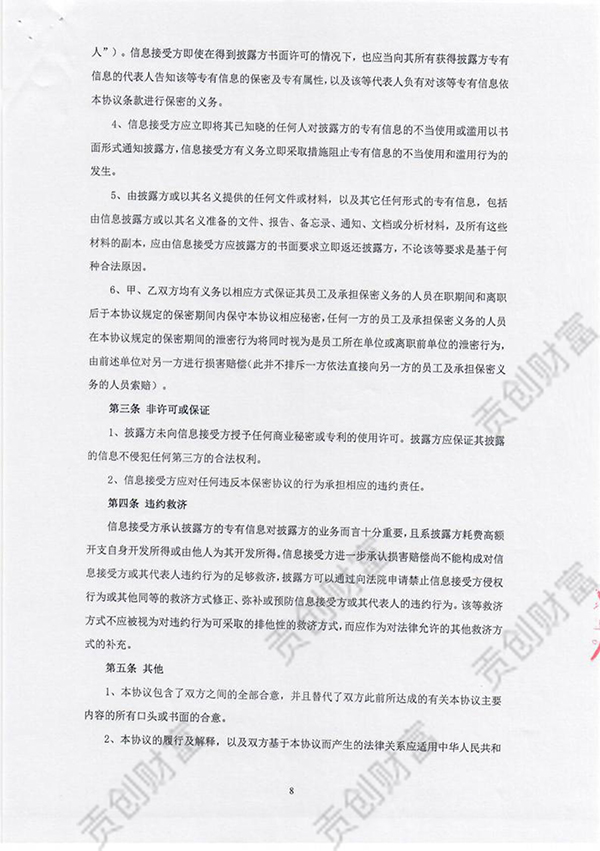 人”）。信息接受方即使在得到披露方书面许可的情况下，也应当向其所有获得披露方专有
信息的代表人告知该等专有信息的保密及专有属性，以及该等代表人负有对该等专有信息依
本协议条款进行保密的义务。
4、信息接受方应立即将其已知晓的任何人对披露方的专有信息的不当使用或滥用以书
面形式通知披露方，信息接受方有义务立即采取措施阻止专有信息的不当使用和滥用行为的
发生。
5、由披露方或以其名义提供的任何文件或材料，以及其它任何形式的专有信息，包括
由信息披露方或以其名义准备的文件、报告、备忘录、通知、文档或分析材料，及所有这些
材料的副本，应由信息接受方应披露方的书面要求立即返还披露方，不论该等要求是基于何
种合法原因。
6、甲、乙双方均有义务以相应方式保证其员工及承担保密义务的人员在职期间和离职
后于本协议规定的保密期间内保守本协议相应秘密，任何一方的员工及承担保密义务的人员
在本协议规定的保密期间的泄密行为将同时视为是员工所在单位或离职前单位的泄密行为，
由前述单位对另一方进行损害赔偿（此并不排斥一方依法直接向另一方的员工及承担保密义
务的人员索赔）。
第三条 非许可或保证
1、披露方未向信息接受方授予任何商业秘密或专利的使用许可。披露方应保证其披露
的信息不侵犯任何第三方的合法权利。
2、信息接受方应对任何违反本保密协议的行为承担相应的违约责任。
第四条 违约救济
信息接受方承认披露方的专有信息对披露方的业务而言十分重要，且系披露方耗费高额
开支自身开发所得或由他人为其开发所得。信息接受方进一步承认损害赔偿尚不能构成对信
息接受方或其代表人违约行为的足够救济，披露方可以通过向法院申请禁止信息接受方侵权
行为或其他同等的救济方式修正、弥补或预防信息接受方或其代表人的违约行为。该等救济
方式不应被视为对违约行为可采取的排他性的救济方式，而应作为对法律允许的其他救济方
式的补充。
第五条 其他
1、本协议包含了双方之间的全部合意，并且替代了双方此前所达成的有关本协议主要
内容的所有口头或书面的合意。
2、本协议的履行及解释，以及双方基于本协议而产生的法律关系应适用中华人民共和
8
贡创财富
贡创财富
贡创财富
贡创财富
贡创财富